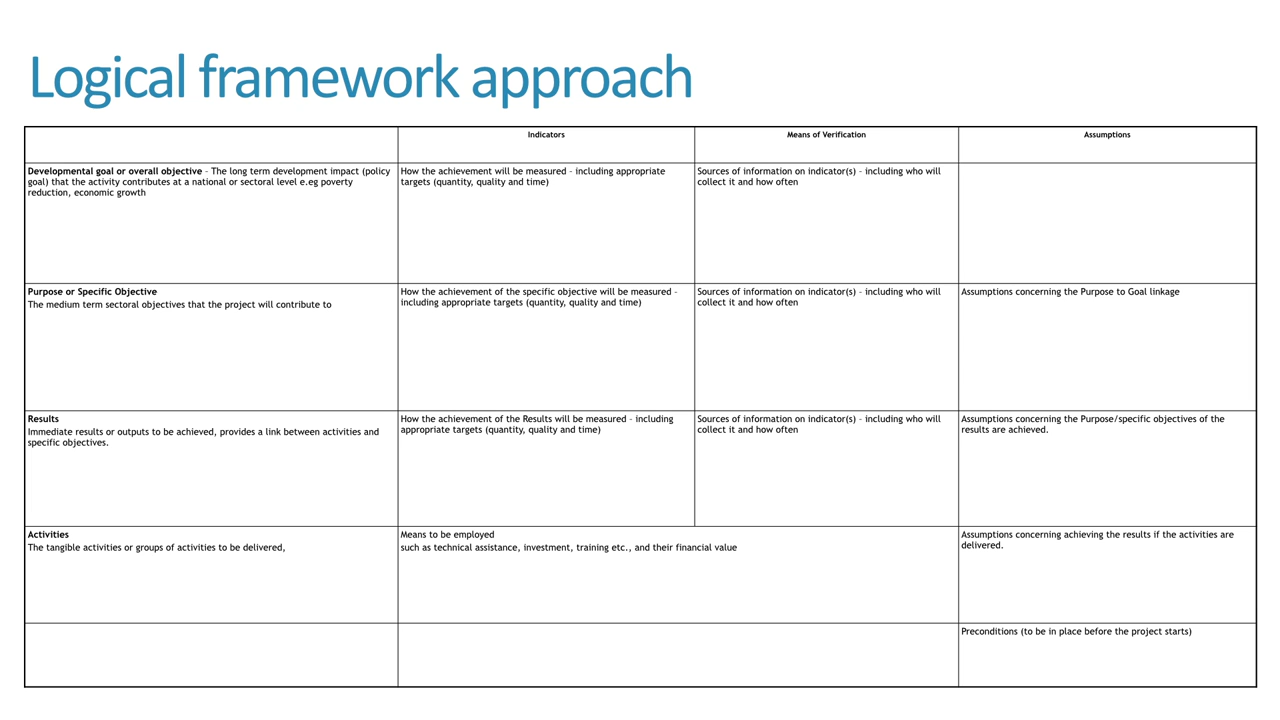 Logical framework approach
Indicators
Means of Verification
Assumptions
Developmental goal or overall objective - The long term development impact (policy
goal) that the activity contributes at a national or sectoral level e.eg poverty
reduction, economic growth
How the achievement will be measured – including appropriate
targets (quantity, quality and time)
Sources of information on indicator(s) – including who will
collect it and how often
Purpose or Specific Objective
The medium term sectoral objectives that the project will contribute to
How the achievement of the specific objective will be measured –
including appropriate targets (quantity, quality and time)
Sources of information on indicator(s) – including who will
collect it and how often
Assumptions concerning the Purpose to Goal linkage
Results
Immediate results or outputs to be achieved, provides a link between activities and
specific objectives.
How the achievement of the Results will be measured – including
appropriate targets (quantity, quality and time)
Sources of information on indicator(s) – including who will
collect it and how often
Assumptions concerning the Purpose/specific objectives of the
results are achieved.
Activities
The tangible activities or groups of activities to be delivered,
Means to be employed
such as technical assistance, investment, training etc., and their financial value
Assumptions concerning achieving the results if the activities are
delivered.
Preconditions (to be in place before the project starts)